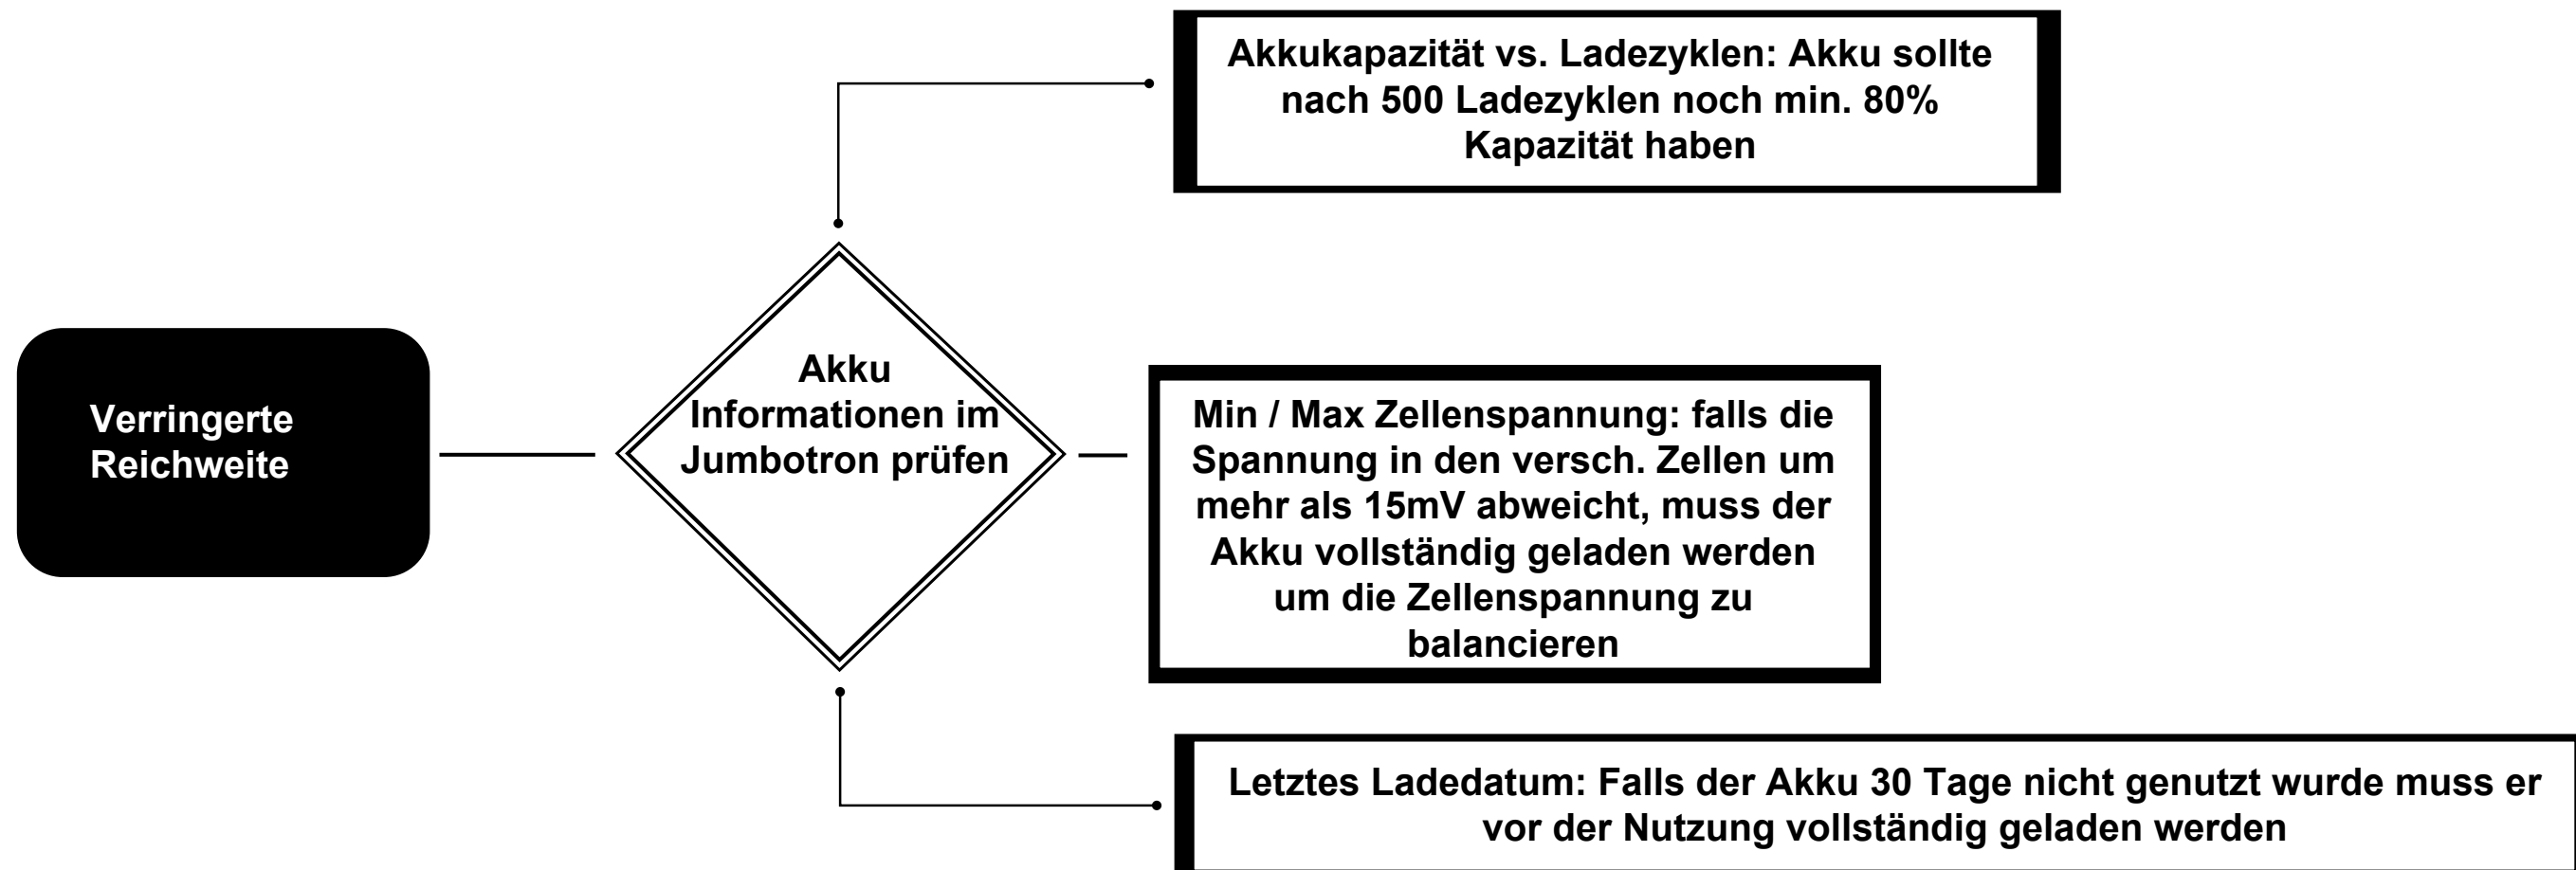 Akkukapazität vs. Ladezyklen: Akku sollte
nach 500 Ladezyklen noch min. 80%
Kapazität haben
Verringerte
Reichweite
Akku
Informationen im
Jumbotron prüfen
Min / Max Zellenspannung: falls die
Spannung in den versch. Zellen um
mehr als 15mV abweicht, muss der
Akku vollständig geladen werden
um die Zellenspannung zu
balancieren
Letztes Ladedatum: Falls der Akku 30 Tage nicht genutzt wurde muss er
vor der Nutzung vollständig geladen werden